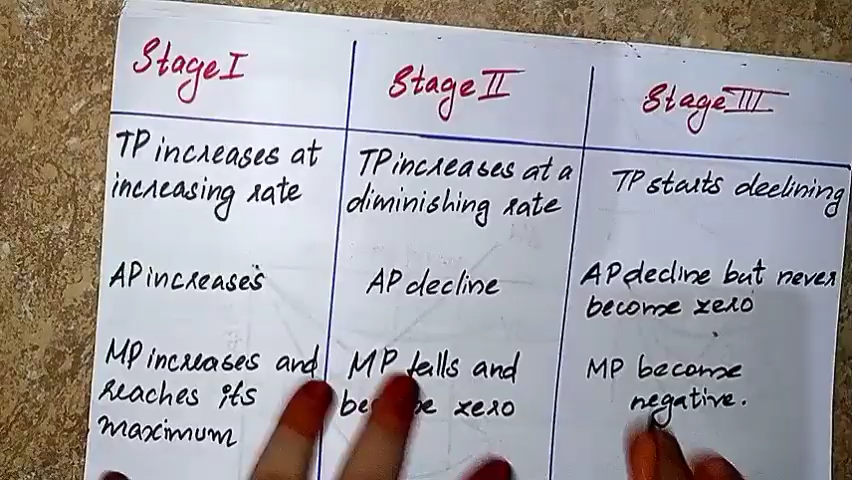 Stage I
TP increases at
increasing rate
AP increases
MP increases and
reaches its
maximum
Stage II
TP increases at a
diminishing rate
AP decline
MP falls and
become zero
Stage III
TP starts declining
AP decline but never
become zero
MP become
negative.